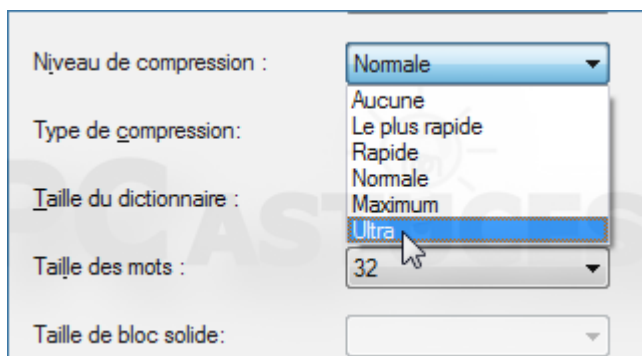 Niveau de compression :
Normale
Aucune
Le plus rapide
Type de compression:
Rapide
Normale
Taille du dictionnaire :
Maximum
Ultra
Taille des mots :
32
Taille de bloc solide:
PC ASTUCES